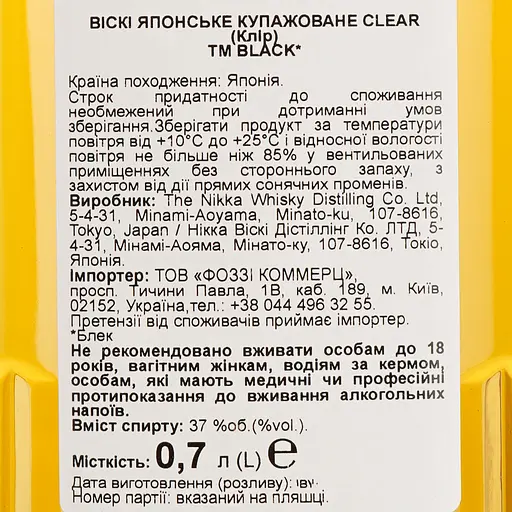 ВІСКІ ЯПОНСЬКЕ КУПАЖОВАНЕ CLEAR
(Клір)
ТМ BLACK*
Країна походження: Японія.
Строк придатності до споживання
необмежений при дотриманні умов
зберігання.Зберігати продукт за температури
повітря від +10°С до +25°С і відносної вологості
повітря не більше ніж 85% у вентильованих
приміщеннях без стороннього запаху, з
захистом від дії прямих сонячних променів.
Виробник: The Nikka Whisky Distilling Co. Ltd,
5-4-31, Minami-Aoyama, Minato-ku, 107-8616,
Tokyo, Japan / Нікка Віскі Дістіллінг Ко. ЛТД, 5-
4-31, Мінамі-Аояма, Мінато-ку, 107-8616, Токіо,
Японія.
Імпортер: ТОВ «ФОЗЗІ КОММЕРЦ»,
просп. Тичини Павла, 1В, каб. 189, м. Київ,
02152, Україна,тел.: +38 044 496 32 55.
Претензії від споживачів приймає імпортер.
*Блек
Не рекомендовано вживати особам до 18
років, вагітним жінкам, водіям за кермом,
особам, які мають медичні чи професійні
протипоказання до вживання алкогольних
напоїв.
Вміст спирту: 37 %об.(%vol.).
Місткість: 0,7 л (L) ℮
Дата виготовлення (розливу):
Номер партії: вказаний на пляшці.